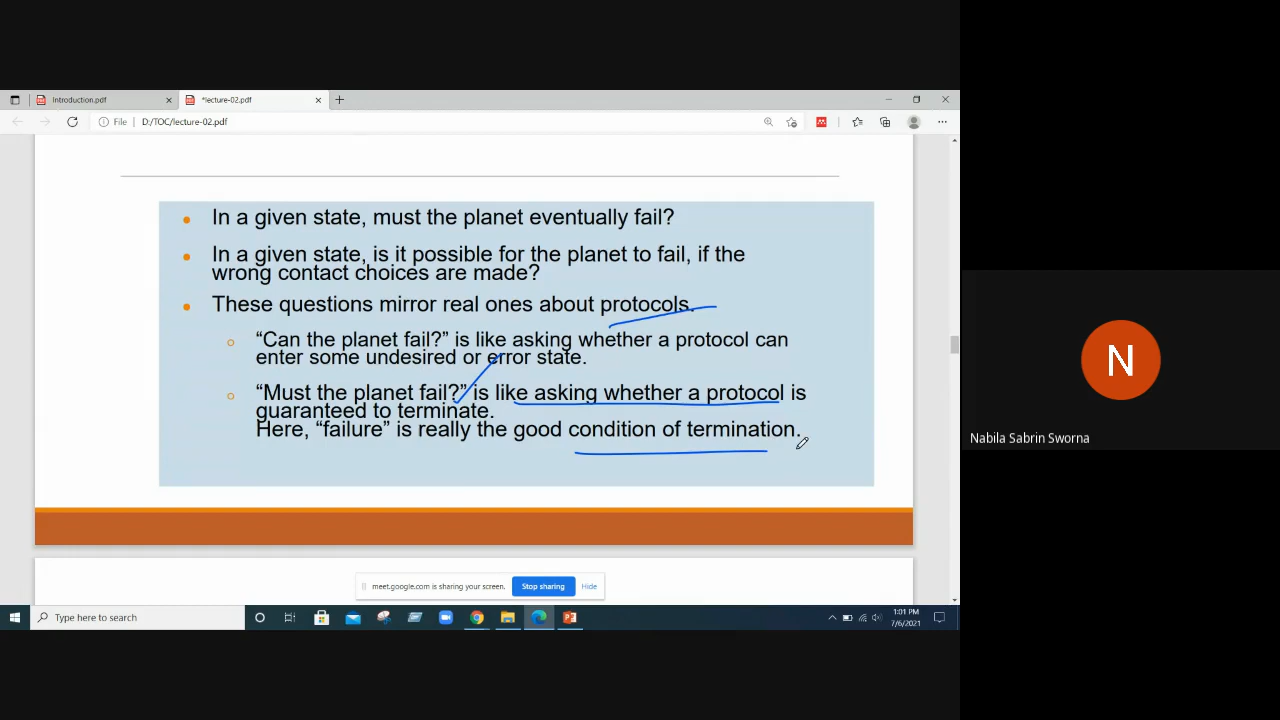 Introduction.pdf
*lecture-02.pdf
File
D:/TOC/lecture-02.pdf
In a given state, must the planet eventually fail?
In a given state, is it possible for the planet to fail, if the
wrong contact choices are made?
These questions mirror real ones about protocols.
“Can the planet fail?” is like asking whether a protocol can
enter some undesired or error state.
“Must the planet fail?” is like asking whether a protocol is
guaranteed to terminate.
Here, “failure” is really the good condition of termination.
meet.google.com is sharing your screen.
Stop sharing
Hide
Type here to search
1:01 PM
7/6/2021
N
Nabila Sabrin Sworna